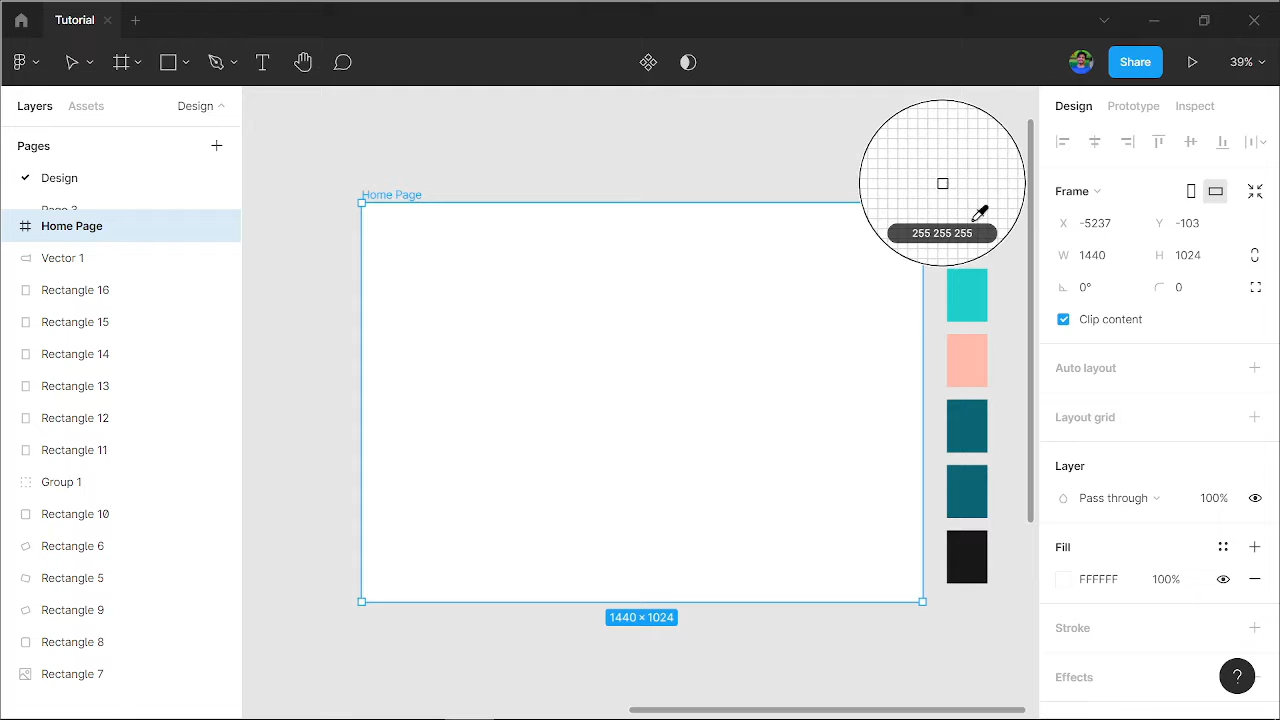 Tutorial
Share
39%
Layers
Assets
Design
Pages
Design
Home Page
Vector 1
Rectangle 16
Rectangle 15
Rectangle 14
Rectangle 13
Rectangle 12
Rectangle 11
Group 1
Rectangle 10
Rectangle 6
Rectangle 5
Rectangle 9
Rectangle 8
Rectangle 7
Home Page
255 255 255
1440 × 1024
Design
Prototype
Inspect
Frame
X -5237
Y -103
W 1440
H 1024
0°
0
Clip content
Auto layout
Layout grid
Layer
Pass through
100%
Fill
FFFFFF
100%
Stroke
Effects
?